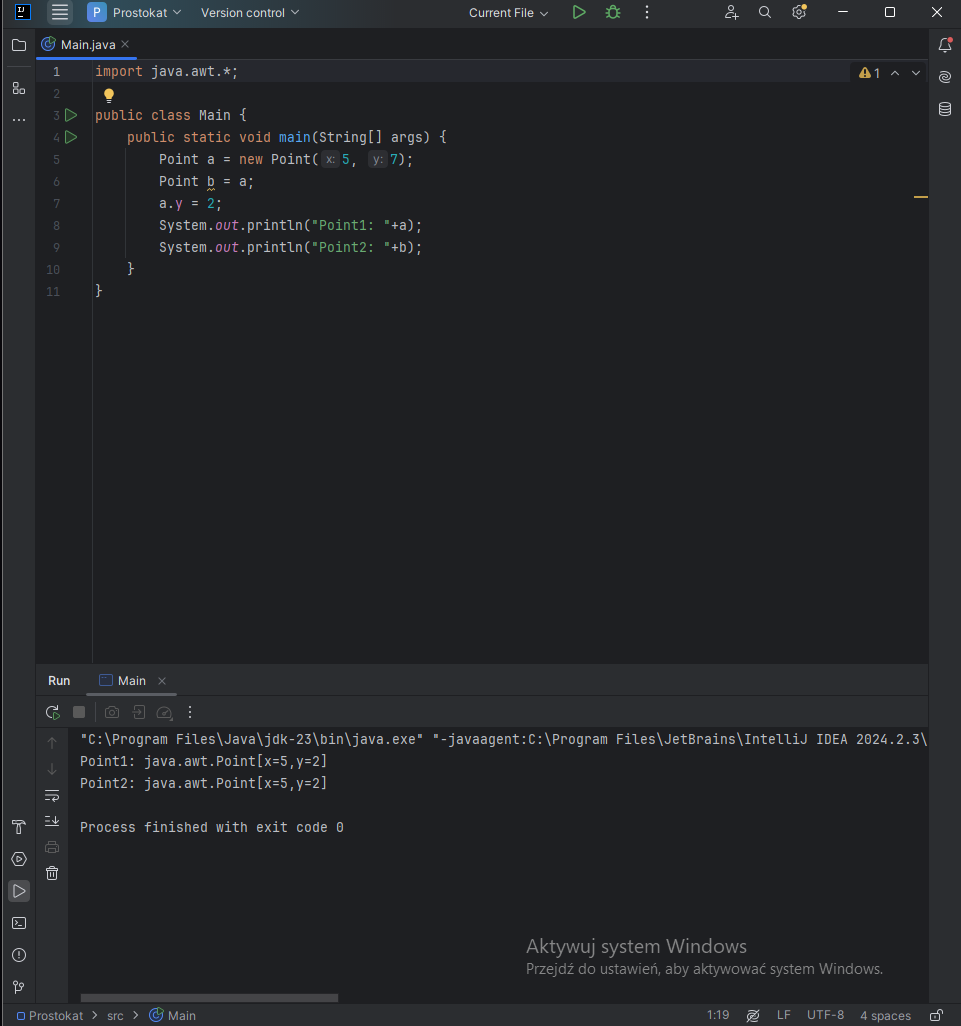 P Prostokat Version control Current File
Main.java
1 import java.awt.*; 1
2
3 public class Main {
4 public static void main(String[] args) {
5 Point a = new Point( x: 5, y: 7);
6 Point b = a;
7 a.y = 2;
8 System.out.println("Point1: "+a);
9 System.out.println("Point2: "+b);
10 }
11 }
Run Main
"C:\Program Files\Java\jdk-23\bin\java.exe" "-javaagent:C:\Program Files\JetBrains\IntelliJ IDEA 2024.2.3\
Point1: java.awt.Point[x=5,y=2]
Point2: java.awt.Point[x=5,y=2]
Process finished with exit code 0
Aktywuj system Windows
Przejdź do ustawień, aby aktywować system Windows.
Prostokat > src > Main 1:19 LF UTF-8 4 spaces